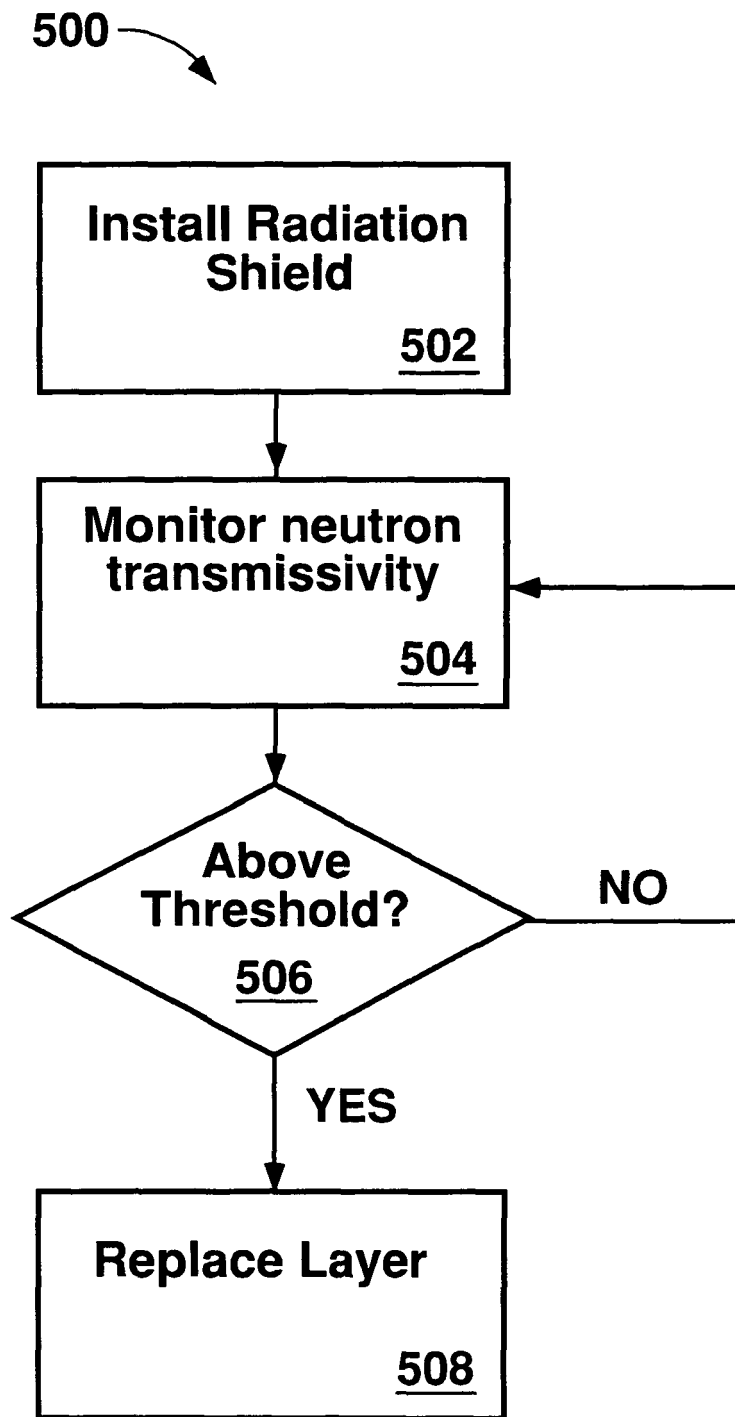 500
Install Radiation
Shield
502
Monitor neutron
transmissivity
504
Above
Threshold?
506
NO
YES
Replace Layer
508